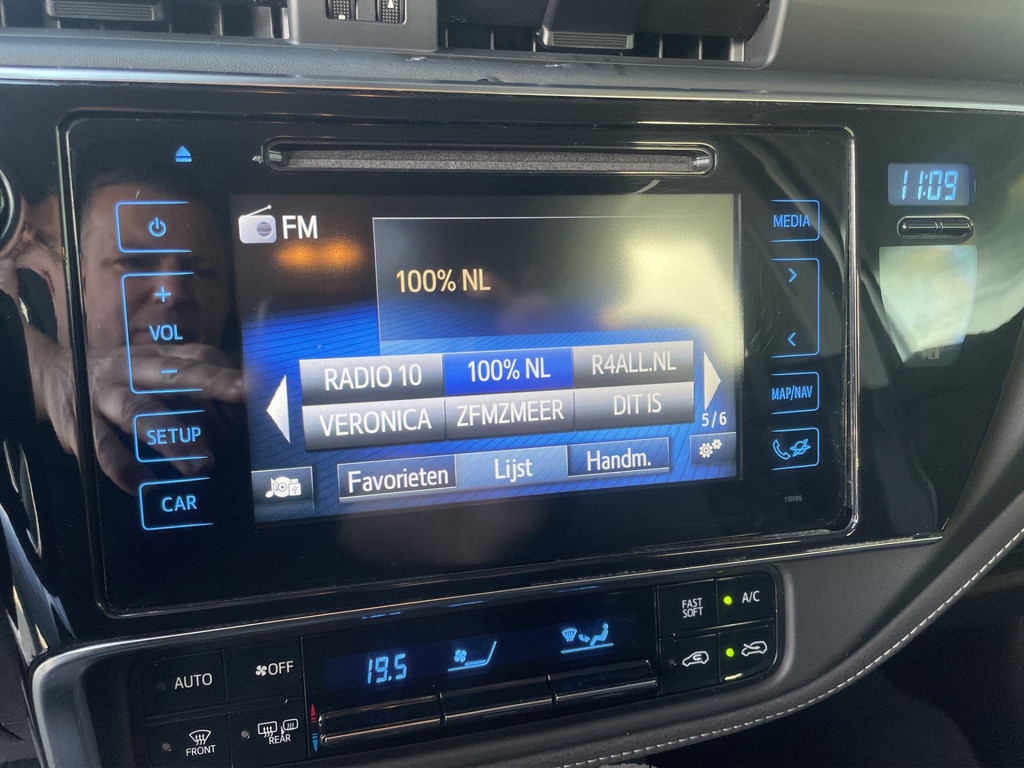 FM
100% NL
RADIO 10
100% NL
R4ALL.NL
VERONICA
ZFMZMEER
DIT IS
5/6
Favorieten
Lijst
Handm.
VOL
SETUP
CAR
MEDIA
MAP/NAV
510086
11:09
AUTO
OFF
FRONT
REAR
19.5
FAST
SOFT
A/C